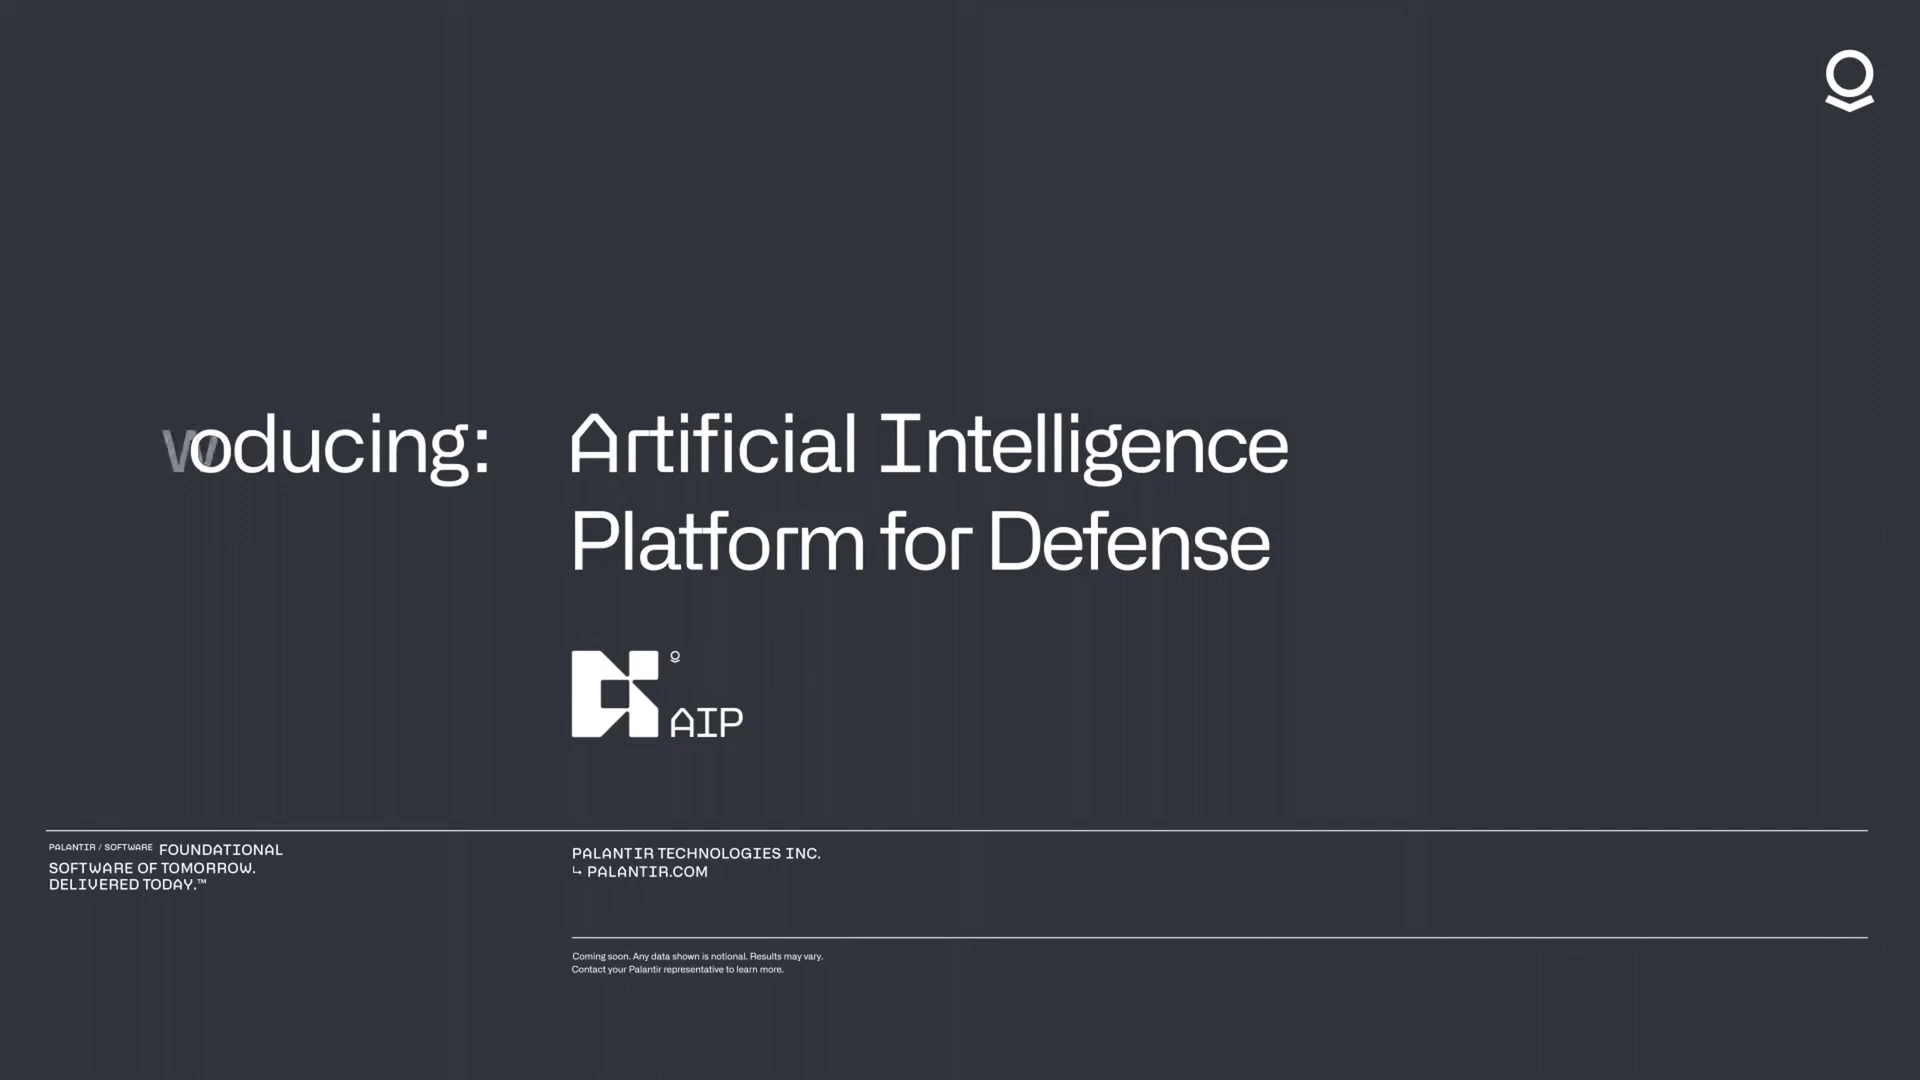 woducing:
Artificial Intelligence
Platform for Defense
AIP
PALANTIR / SOFTWARE FOUNDATIONAL
SOFTWARE OF TOMORROW.
DELIVERED TODAY.™
PALANTIR TECHNOLOGIES INC.
↳ PALANTIR.COM
Coming soon. Any data shown is notional. Results may vary.
Contact your Palantir representative to learn more.